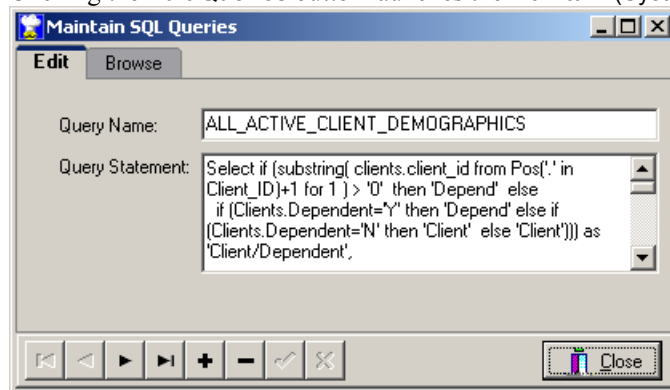 Maintain SQL Queries
Edit Browse
Query Name: ALL_ACTIVE_CLIENT_DEMOGRAPHICS
Query Statement: Select if (substring( clients.client_id from Pos('.' in
Client_ID)+1 for 1 ) > '0' then 'Depend' else
if (Clients.Dependent='Y' then 'Depend' else if
(Clients.Dependent='N' then 'Client' else 'Client'))) as
'Client/Dependent',
Close